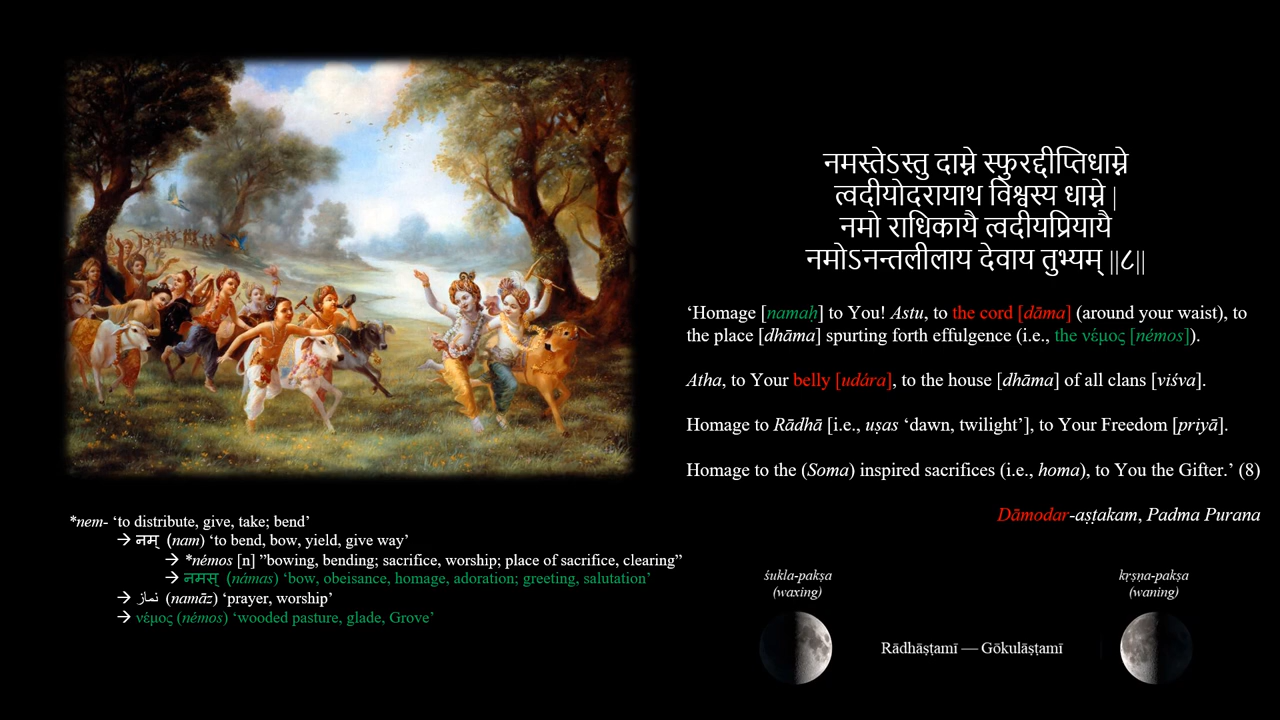 नमस्तेऽस्तु दाम्ने स्फुरद्दीप्तिधाम्ने
त्वदीयोदरायाथ विश्वस्य धाम्ने |
नमो राधिकायै त्वदीयप्रियायै
नमोऽनन्तलीलाय देवाय तुभ्यम् ||८||
‘Homage [namaḥ] to You! Astu, to the cord [dāma] (around your waist), to
the place [dhāma] spurting forth effulgence (i.e., the νέμος [némos]).
Atha, to Your belly [udára], to the house [dhāma] of all clans [viśva].
Homage to Rādhā [i.e., uṣas ‘dawn, twilight’], to Your Freedom [priyā].
Homage to the (Soma) inspired sacrifices (i.e., homa), to You the Gifter.’ (8)
Dāmodar-aṣṭakam, Padma Purana
*nem- ‘to distribute, give, take; bend’
→ नम् (nam) ‘to bend, bow, yield, give way’
→ *némos [n] ”bowing, bending; sacrifice, worship; place of sacrifice, clearing”
→ नमस् (námas) ‘bow, obeisance, homage, adoration; greeting, salutation’
→ نماز (namāz) ‘prayer, worship’
→ νέμος (némos) ‘wooded pasture, glade, Grove’
śukla-pakṣa
(waxing)
kṛṣṇa-pakṣa
(waning)
Rādhāṣṭamī — Gōkulāṣṭamī